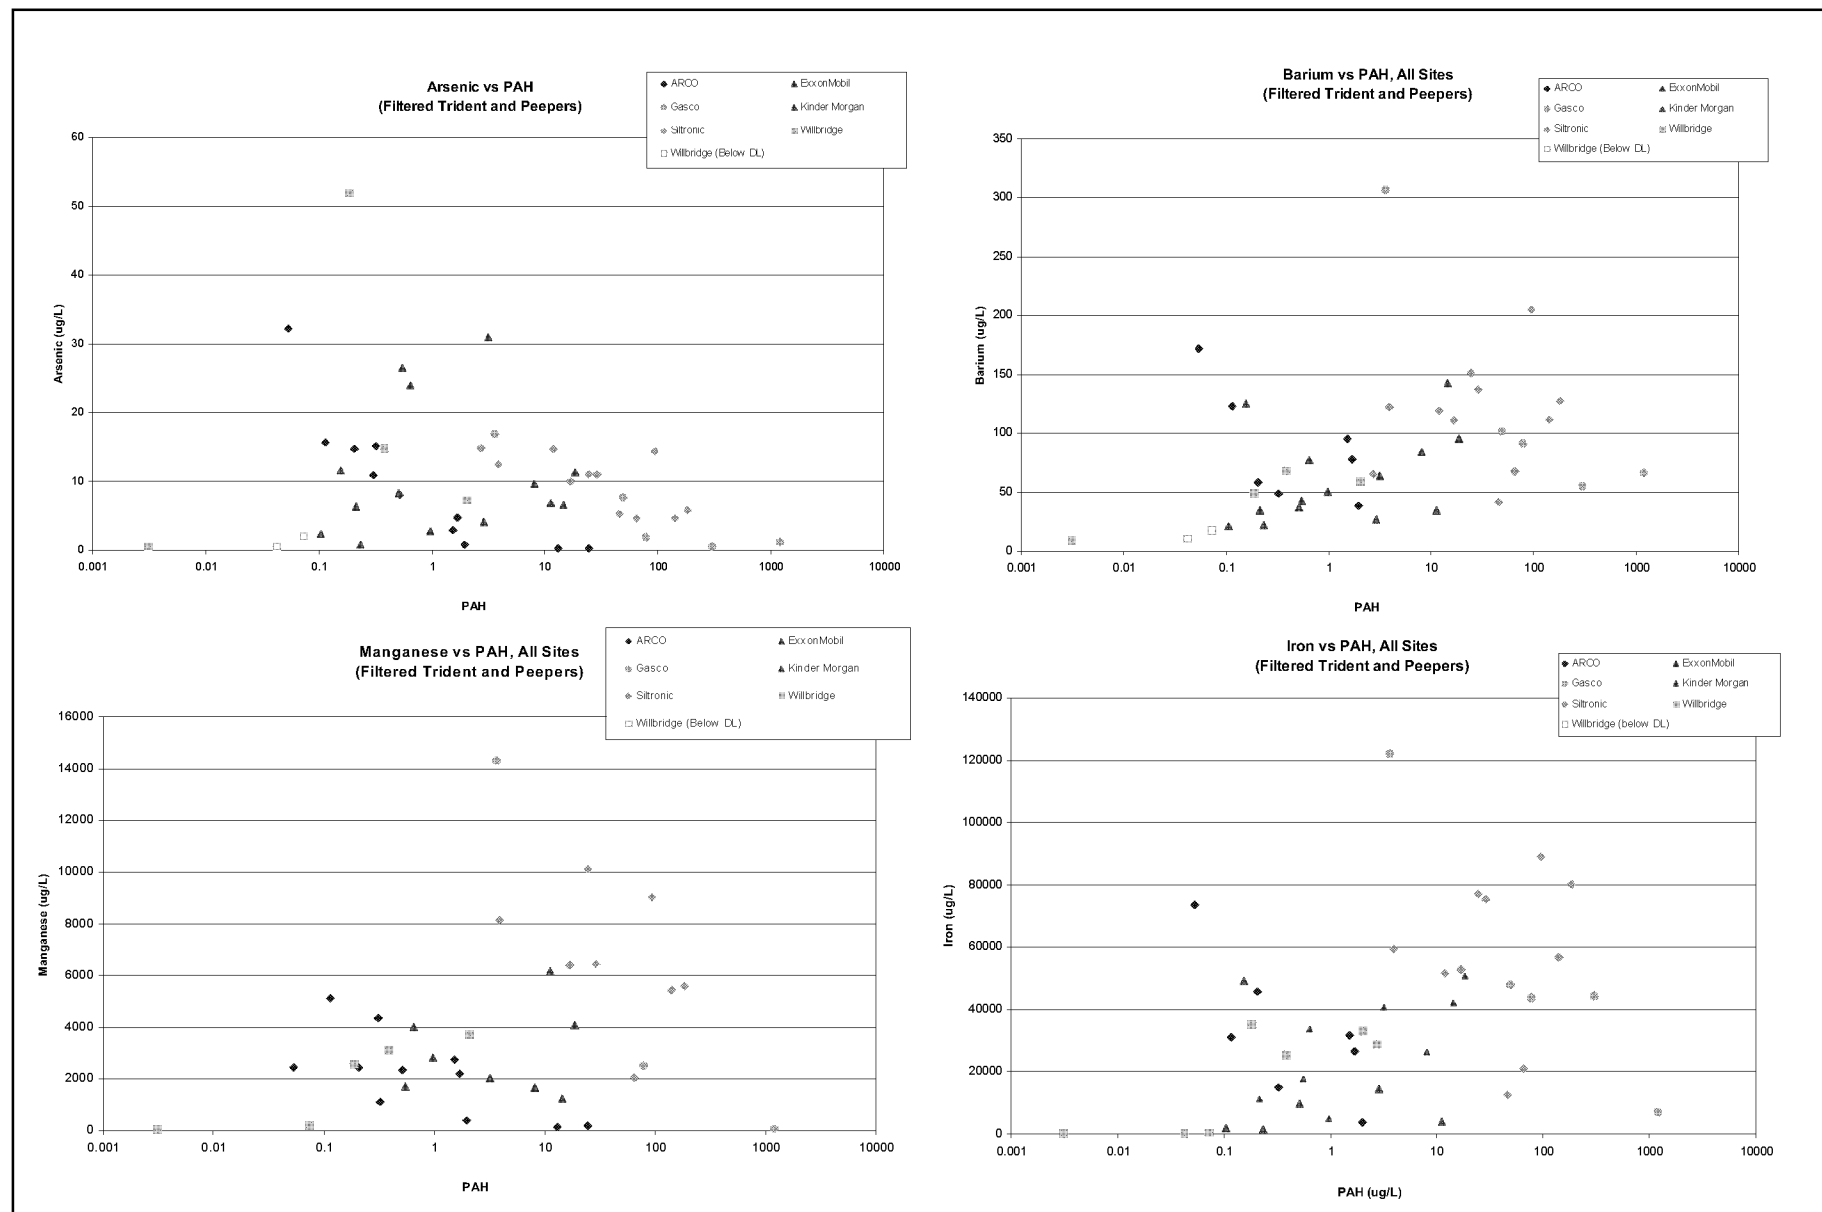 Arsenic vs PAH
(Filtered Trident and Peepers)
ARCO ExxonMobil
Gasco Kinder Morgan
Siltronic Willbridge
Willbridge (Below DL)
60
50
40
30
20
10
0
Arsenic (ug/L)
0.001 0.01 0.1 1 10 100 1000 10000
PAH
Barium vs PAH, All Sites
(Filtered Trident and Peepers)
ARCO ExxonMobil
Gasco Kinder Morgan
Siltronic Willbridge
Willbridge (Below DL)
350
300
250
200
150
100
50
0
Barium (ug/L)
0.001 0.01 0.1 1 10 100 1000 10000
PAH
Manganese vs PAH, All Sites
(Filtered Trident and Peepers)
ARCO ExxonMobil
Gasco Kinder Morgan
Siltronic Willbridge
Willbridge (Below DL)
16000
14000
12000
10000
8000
6000
4000
2000
0
Manganese (ug/L)
0.001 0.01 0.1 1 10 100 1000 10000
PAH
Iron vs PAH, All Sites
(Filtered Trident and Peepers)
ARCO ExxonMobil
Gasco Kinder Morgan
Siltronic Willbridge
Willbridge (below DL)
140000
120000
100000
80000
60000
40000
20000
0
Iron (ug/L)
0.001 0.01 0.1 1 10 100 1000 10000
PAH (ug/L)